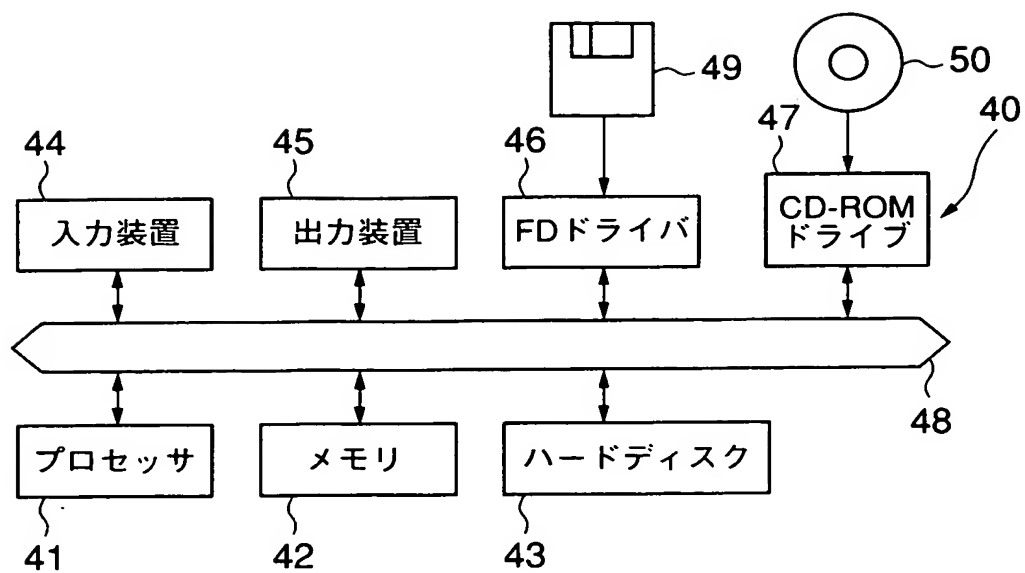 49
50
44
45
46
47
40
入力装置
出力装置
FDドライバ
CD-ROM
ドライブ
48
プロセッサ
メモリ
ハードディスク
41
42
43